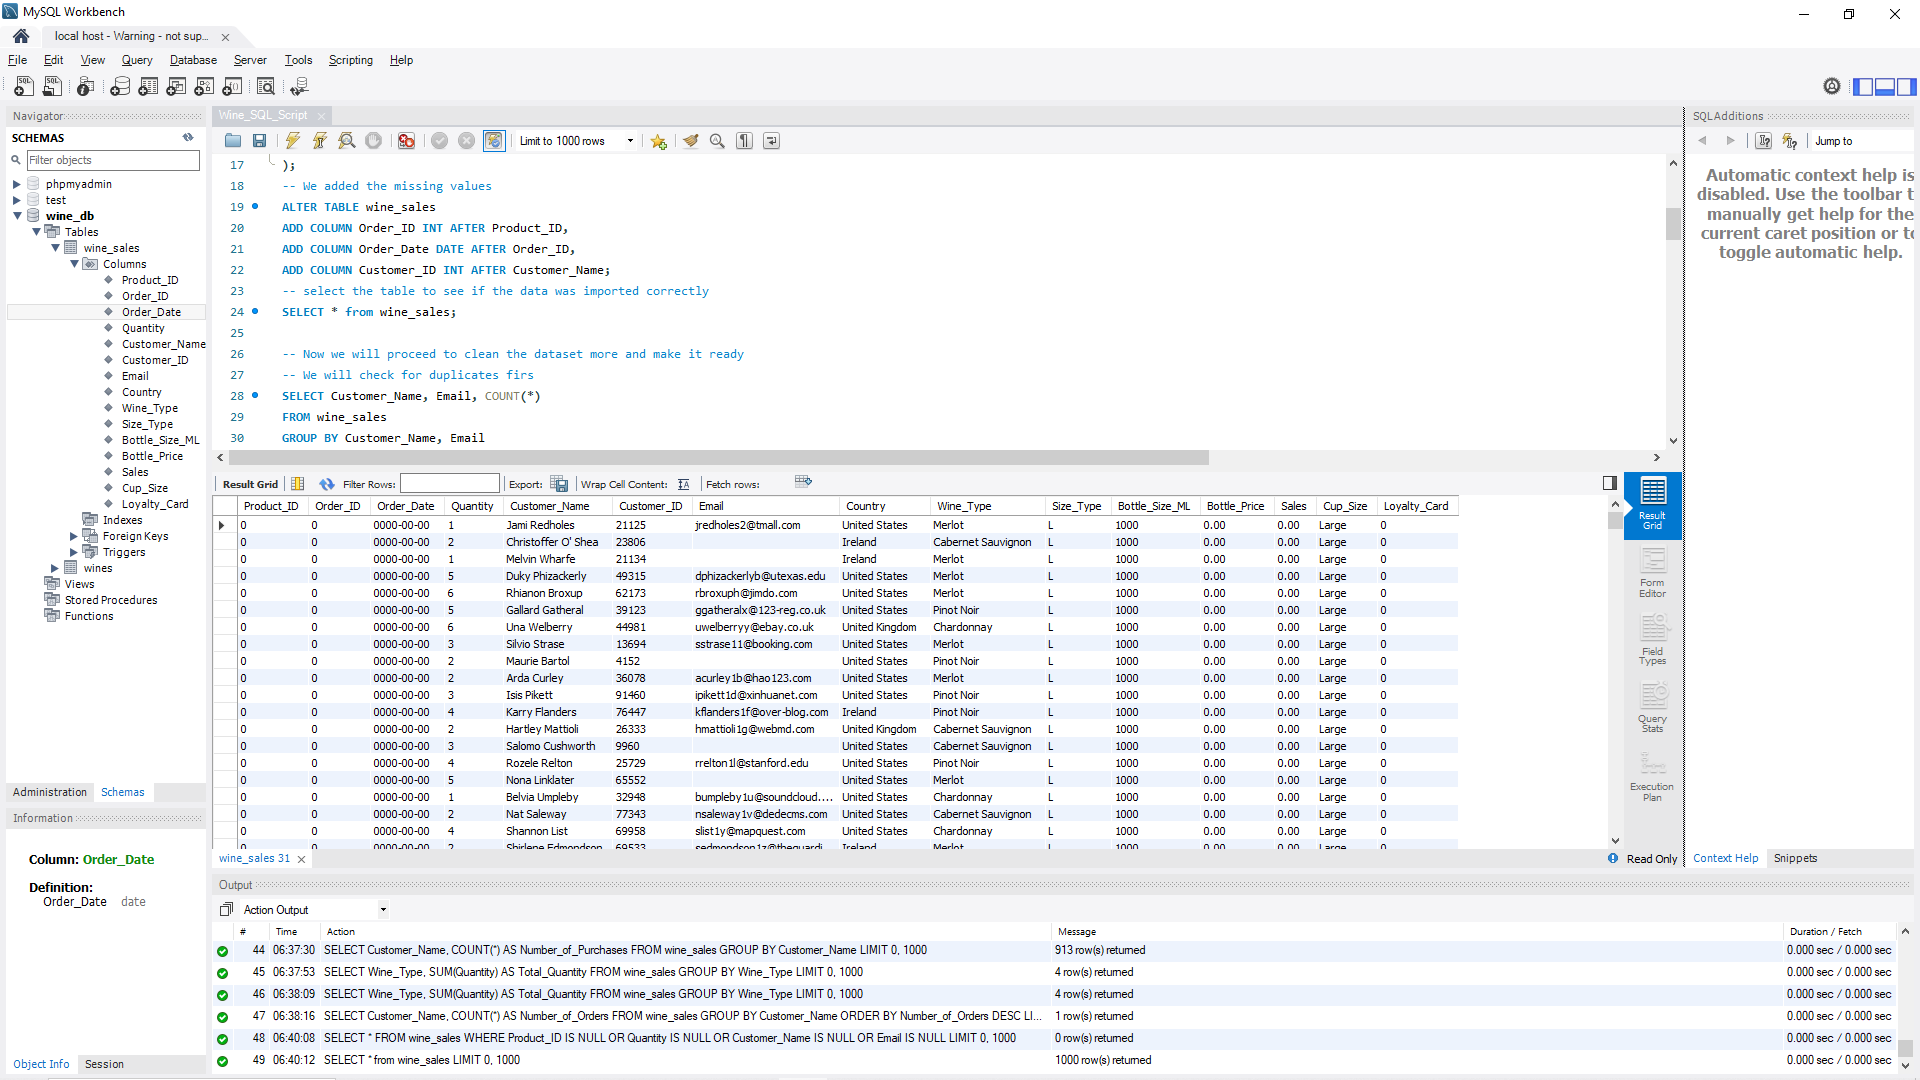 MySQL Workbench
local host - Warning - not sup...
File Edit View Query Database Server Tools Scripting Help
Navigator
SCHEMAS
Filter objects
phpmyadmin
test
wine_db
Tables
wine_sales
Columns
Product_ID
Order_ID
Order_Date
Quantity
Customer_Name
Customer_ID
Email
Country
Wine_Type
Size_Type
Bottle_Size_ML
Bottle_Price
Sales
Cup_Size
Loyalty_Card
Indexes
Foreign Keys
Triggers
wines
Views
Stored Procedures
Functions
Administration Schemas
Information
Column: Order_Date
Definition:
Order_Date date
Object Info Session
Wine_SQL_Script
Limit to 1000 rows
17 );
18 -- We added the missing values
19 ALTER TABLE wine_sales
20 ADD COLUMN Order_ID INT AFTER Product_ID,
21 ADD COLUMN Order_Date DATE AFTER Order_ID,
22 ADD COLUMN Customer_ID INT AFTER Customer_Name;
23 -- select the table to see if the data was imported correctly
24 SELECT * from wine_sales;
25
26 -- Now we will proceed to clean the dataset more and make it ready
27 -- We will check for duplicates firs
28 SELECT Customer_Name, Email, COUNT(*)
29 FROM wine_sales
30 GROUP BY Customer_Name, Email
Result Grid Filter Rows: Export: Wrap Cell Content: Fetch rows:
Product_ID Order_ID Order_Date Quantity Customer_Name Customer_ID Email Country Wine_Type Size_Type Bottle_Size_ML Bottle_Price Sales Cup_Size Loyalty_Card
0 0 0000-00-00 1 Jami Redholes 21125 jredholes2@tmall.com United States Merlot L 1000 0.00 0.00 Large 0
0 0 0000-00-00 2 Christoffer O' Shea 23806 Ireland Cabernet Sauvignon L 1000 0.00 0.00 Large 0
0 0 0000-00-00 1 Melvin Wharfe 21134 Ireland Merlot L 1000 0.00 0.00 Large 0
0 0 0000-00-00 5 Duky Phizackerly 49315 dphizackerlyb@utexas.edu United States Merlot L 1000 0.00 0.00 Large 0
0 0 0000-00-00 6 Rhianon Broxup 62173 rbroxuph@jimdo.com United States Merlot L 1000 0.00 0.00 Large 0
0 0 0000-00-00 5 Gallard Gatheral 39123 ggatheralx@123-reg.co.uk United States Pinot Noir L 1000 0.00 0.00 Large 0
0 0 0000-00-00 6 Una Welberry 44981 uwelberryy@ebay.co.uk United Kingdom Chardonnay L 1000 0.00 0.00 Large 0
0 0 0000-00-00 3 Silvio Strase 13694 sstrase11@booking.com United States Merlot L 1000 0.00 0.00 Large 0
0 0 0000-00-00 2 Maurie Bartol 4152 United States Pinot Noir L 1000 0.00 0.00 Large 0
0 0 0000-00-00 2 Arda Curley 36078 acurley1b@hao123.com United States Merlot L 1000 0.00 0.00 Large 0
0 0 0000-00-00 3 Isis Pikett 91460 ipikett1d@xinhuanet.com United States Pinot Noir L 1000 0.00 0.00 Large 0
0 0 0000-00-00 4 Karry Flanders 76447 kflanders1f@over-blog.com Ireland Pinot Noir L 1000 0.00 0.00 Large 0
0 0 0000-00-00 2 Hartley Mattioli 26333 hmattioli1g@webmd.com United Kingdom Cabernet Sauvignon L 1000 0.00 0.00 Large 0
0 0 0000-00-00 3 Salomo Cushworth 9960 United States Cabernet Sauvignon L 1000 0.00 0.00 Large 0
0 0 0000-00-00 4 Rozele Relton 25729 rrelton1l@stanford.edu United States Pinot Noir L 1000 0.00 0.00 Large 0
0 0 0000-00-00 5 Nona Linklater 65552 United States Merlot L 1000 0.00 0.00 Large 0
0 0 0000-00-00 1 Belvia Umpleby 32948 bumpleby1u@soundcloud.... United States Chardonnay L 1000 0.00 0.00 Large 0
0 0 0000-00-00 2 Nat Saleway 77343 nsaleway1v@dedecms.com United States Cabernet Sauvignon L 1000 0.00 0.00 Large 0
0 0 0000-00-00 4 Shannon List 69958 slist1y@mapquest.com United States Chardonnay L 1000 0.00 0.00 Large 0
0 0 0000-00-00 2 Shirlene Edmondson 69533 sedmondson1z@theguardi... Ireland Merlot L 1000 0.00 0.00 Large 0
Result Grid
Form Editor
Field Types
Query Stats
Execution Plan
wine_sales 31
Read Only
SQLAdditions
Jump to
Automatic context help is
disabled. Use the toolbar t
manually get help for the
current caret position or to
toggle automatic help.
Context Help Snippets
Output
Action Output
# Time Action Message Duration / Fetch
44 06:37:30 SELECT Customer_Name, COUNT(*) AS Number_of_Purchases FROM wine_sales GROUP BY Customer_Name LIMIT 0, 1000 913 row(s) returned 0.000 sec / 0.000 sec
45 06:37:53 SELECT Wine_Type, SUM(Quantity) AS Total_Quantity FROM wine_sales GROUP BY Wine_Type LIMIT 0, 1000 4 row(s) returned 0.000 sec / 0.000 sec
46 06:38:09 SELECT Wine_Type, SUM(Quantity) AS Total_Quantity FROM wine_sales GROUP BY Wine_Type LIMIT 0, 1000 4 row(s) returned 0.000 sec / 0.000 sec
47 06:38:16 SELECT Customer_Name, COUNT(*) AS Number_of_Orders FROM wine_sales GROUP BY Customer_Name ORDER BY Number_of_Orders DESC LI... 1 row(s) returned 0.000 sec / 0.000 sec
48 06:40:08 SELECT * FROM wine_sales WHERE Product_ID IS NULL OR Quantity IS NULL OR Customer_Name IS NULL OR Email IS NULL LIMIT 0, 1000 0 row(s) returned 0.000 sec / 0.000 sec
49 06:40:12 SELECT * from wine_sales LIMIT 0, 1000 1000 row(s) returned 0.000 sec / 0.000 sec